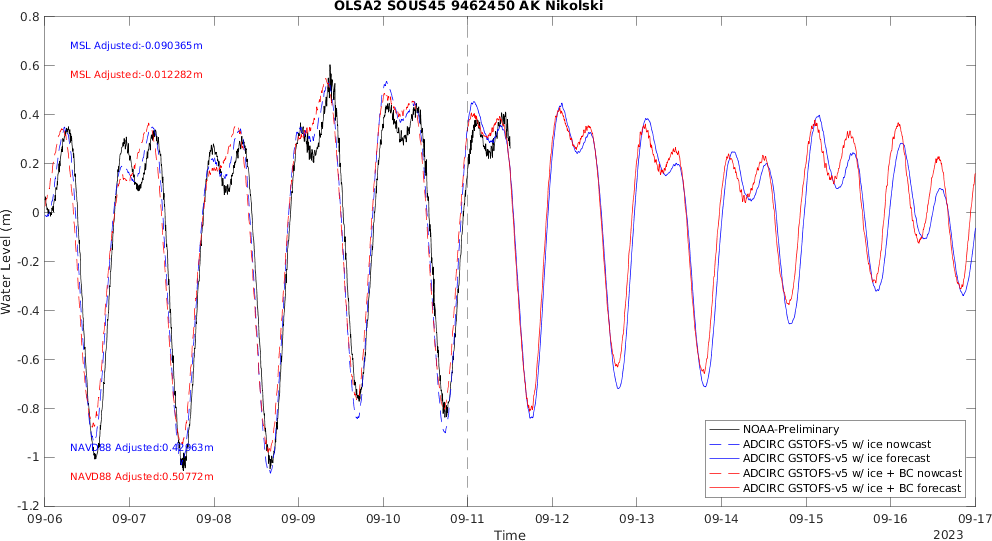 OLSA2 SOUS45 9462450 AK Nikolski
0.8
0.6
0.4
0.2
0
-0.2
-0.4
-0.6
-0.8
-1
-1.2
Water Level (m)
MSL Adjusted:-0.090365m
MSL Adjusted:-0.012282m
NAVD88 Adjusted:0.42963m
NAVD88 Adjusted:0.50772m
NOAA-Preliminary
ADCIRC GSTOFS-v5 w/ ice nowcast
ADCIRC GSTOFS-v5 w/ ice forecast
ADCIRC GSTOFS-v5 w/ ice + BC nowcast
ADCIRC GSTOFS-v5 w/ ice + BC forecast
09-06 09-07 09-08 09-09 09-10 09-11 09-12 09-13 09-14 09-15 09-16 09-17
Time
2023